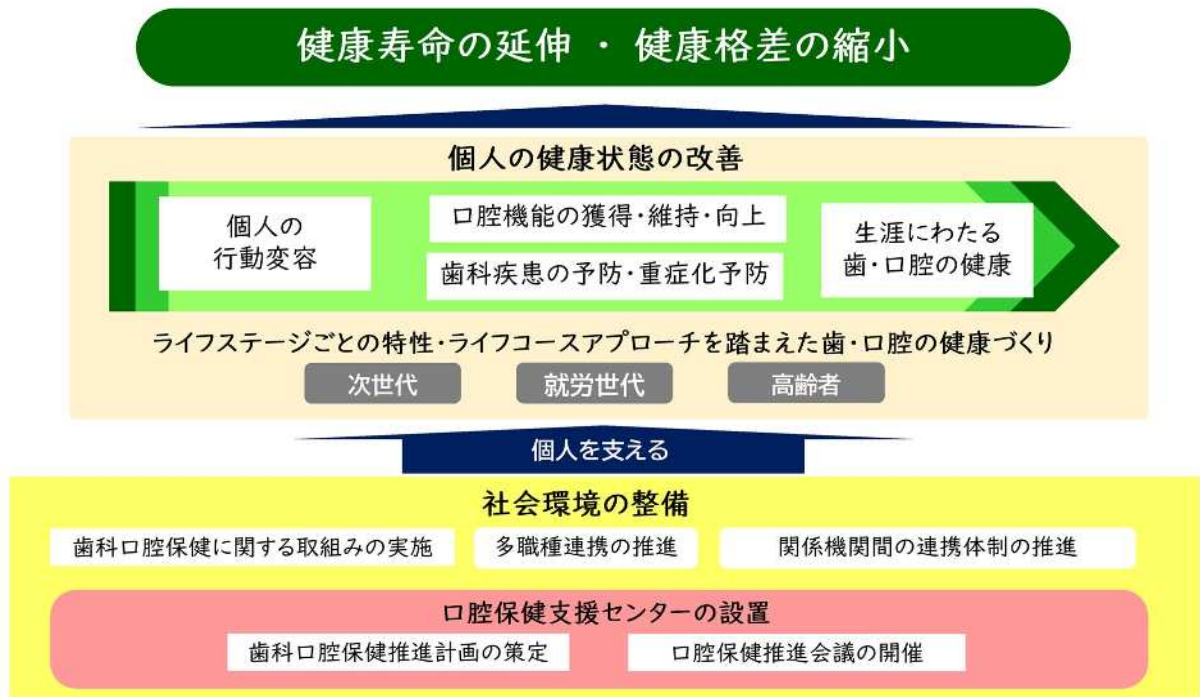 健康寿命の延伸 ・ 健康格差の縮小
個人の健康状態の改善
個人の
行動変容
口腔機能の獲得・維持・向上
歯科疾患の予防・重症化予防
生涯にわたる
歯・口腔の健康
ライフステージごとの特性・ライフコースアプローチを踏まえた歯・口腔の健康づくり
次世代
就労世代
高齢者
個人を支える
社会環境の整備
歯科口腔保健に関する取組みの実施
多職種連携の推進
関係機関間の連携体制の推進
口腔保健支援センターの設置
歯科口腔保健推進計画の策定
口腔保健推進会議の開催